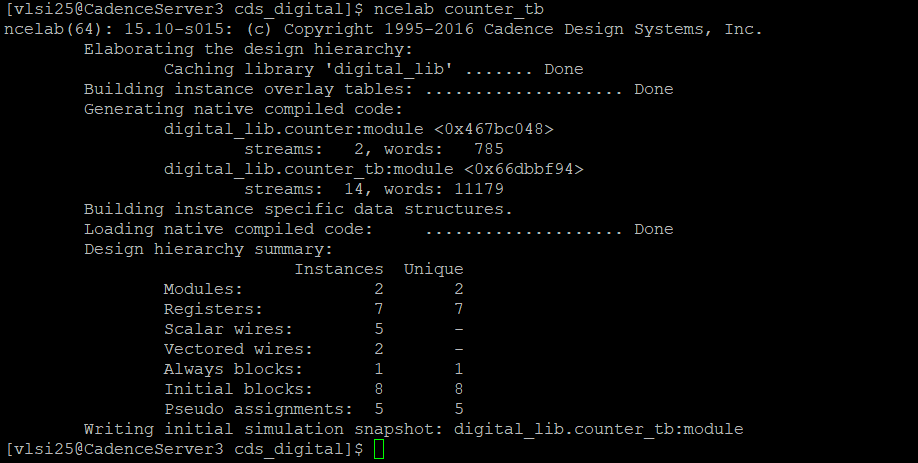 [vlsi25@CadenceServer3 cds_digital]$ ncelab counter_tb
ncelab(64): 15.10-s015: (c) Copyright 1995-2016 Cadence Design Systems, Inc.
        Elaborating the design hierarchy:
                Caching library 'digital_lib' ....... Done
        Building instance overlay tables: .................... Done
        Generating native compiled code:
                digital_lib.counter:module <0x467bc048>
                        streams:   2, words:   785
                digital_lib.counter_tb:module <0x66dbbf94>
                        streams:  14, words: 11179
        Building instance specific data structures.
        Loading native compiled code:     .................... Done
        Design hierarchy summary:
                             Instances  Unique
                Modules:             2       2
                Registers:           7       7
                Scalar wires:        5       -
                Vectored wires:      2       -
                Always blocks:       1       1
                Initial blocks:      8       8
                Pseudo assignments:  5       5
        Writing initial simulation snapshot: digital_lib.counter_tb:module
[vlsi25@CadenceServer3 cds_digital]$